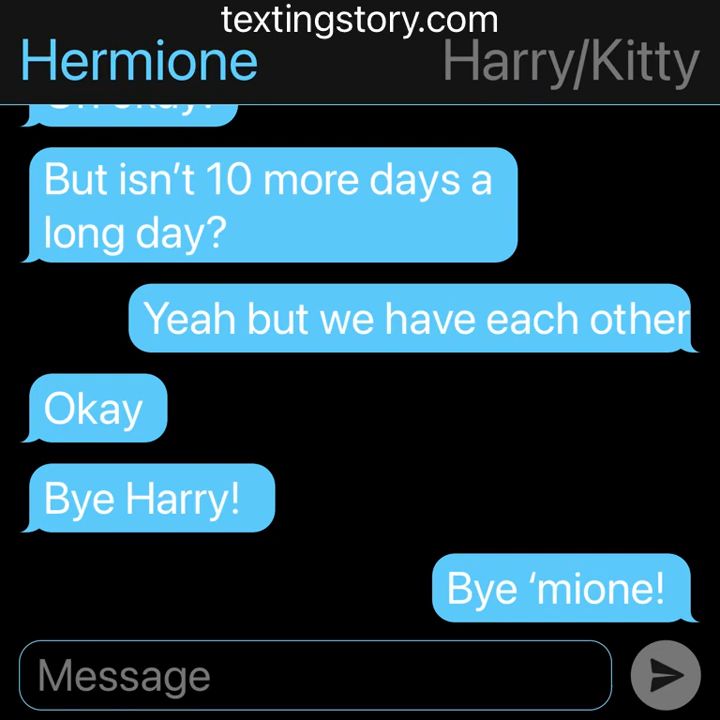 textingstory.com
Hermione Harry/Kitty
But isn’t 10 more days a
long day?
Yeah but we have each other
Okay
Bye Harry!
Bye ‘mione!
Message